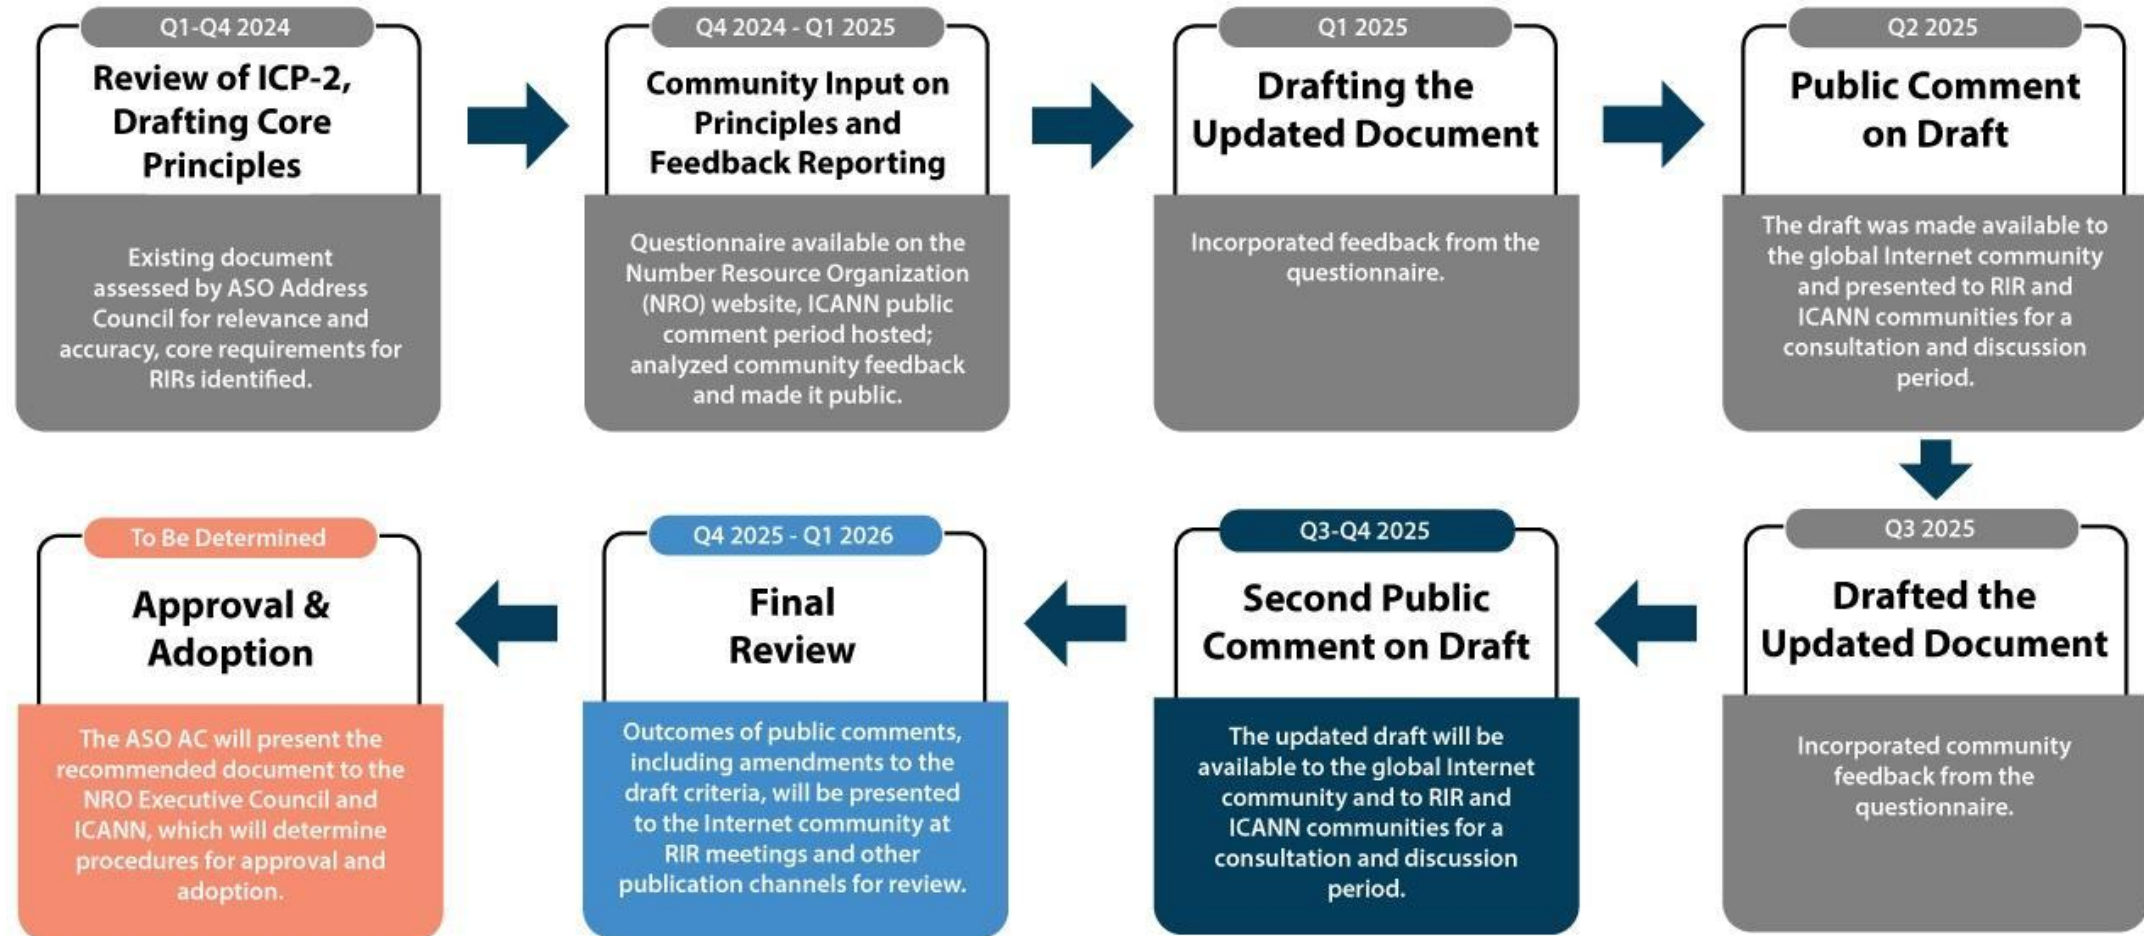 Q1-Q4 2024
Review of ICP-2,
Drafting Core
Principles
Existing document
assessed by ASO Address
Council for relevance and
accuracy, core requirements for
RIRs identified.
Q4 2024 - Q1 2025
Community Input on
Principles and
Feedback Reporting
Questionnaire available on the
Number Resource Organization
(NRO) website, ICANN public
comment period hosted;
analyzed community feedback
and made it public.
Q1 2025
Drafting the
Updated Document
Incorporated feedback from the
questionnaire.
Q2 2025
Public Comment
on Draft
The draft was made available to
the global Internet community
and presented to RIR and
ICANN communities for a
consultation and discussion
period.
Q3 2025
Drafted the
Updated Document
Incorporated community
feedback from the
questionnaire.
Q3-Q4 2025
Second Public
Comment on Draft
The updated draft will be
available to the global Internet
community and to RIR and
ICANN communities for a
consultation and discussion
period.
Q4 2025 - Q1 2026
Final
Review
Outcomes of public comments,
including amendments to the
draft criteria, will be presented
to the Internet community at
RIR meetings and other
publication channels for review.
To Be Determined
Approval &
Adoption
The ASO AC will present the
recommended document to the
NRO Executive Council and
ICANN, which will determine
procedures for approval and
adoption.